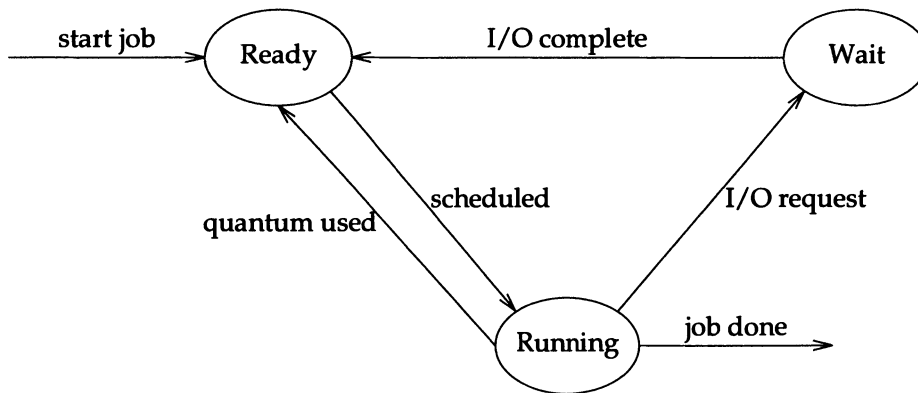 start job
Ready
I/O complete
Wait
scheduled
I/O request
quantum used
Running
job done